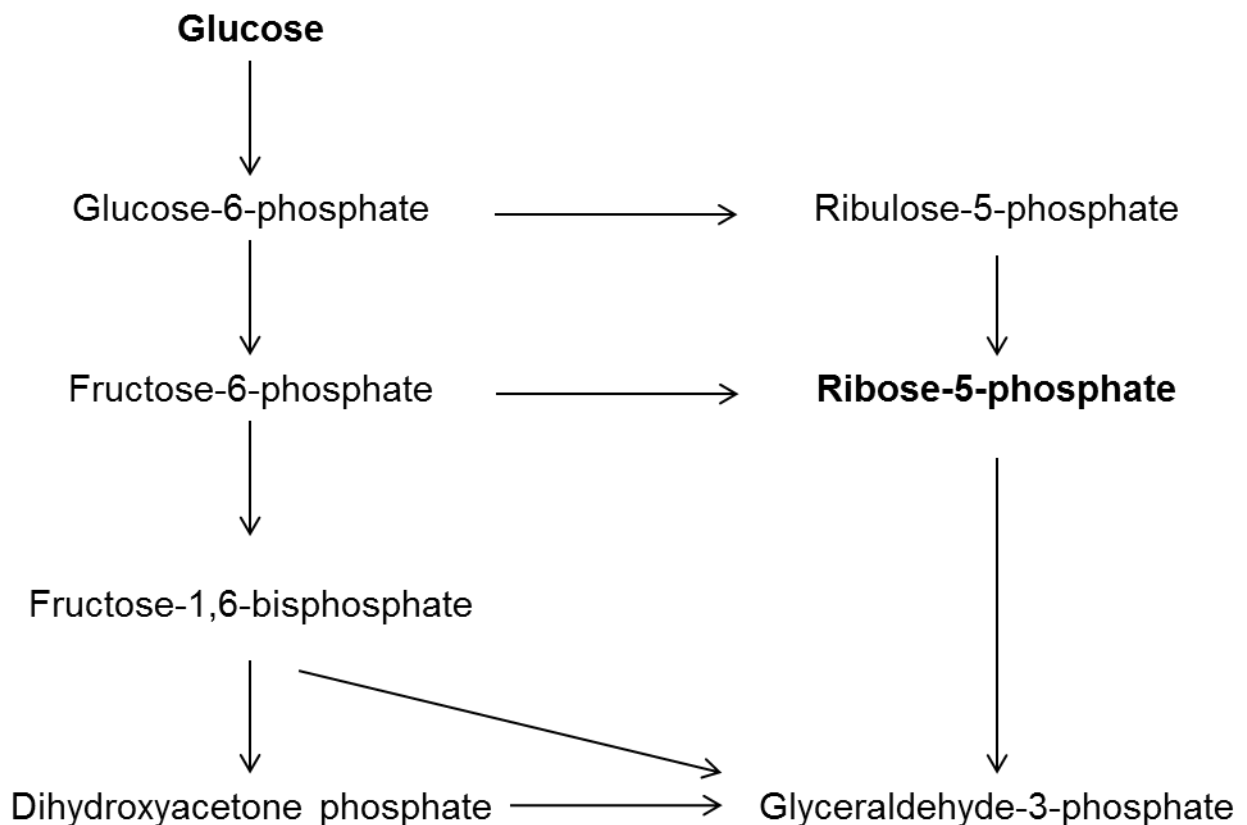 Glucose
Glucose-6-phosphate
Ribulose-5-phosphate
Fructose-6-phosphate
Ribose-5-phosphate
Fructose-1,6-bisphosphate
Dihydroxyacetone phosphate
Glyceraldehyde-3-phosphate